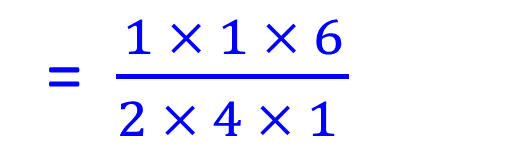 = 1 × 1 × 6
2 × 4 × 1